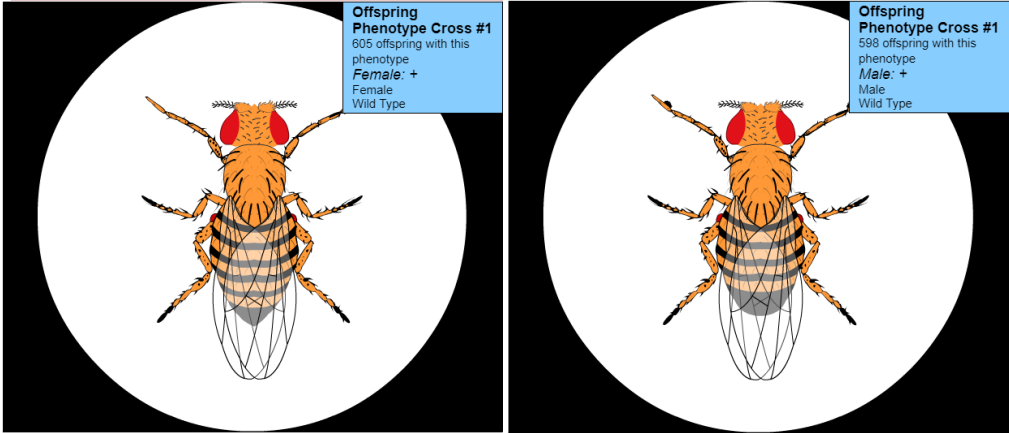 Offspring
Phenotype Cross #1
605 offspring with this
phenotype
Female: +
Female
Wild Type
Offspring
Phenotype Cross #1
598 offspring with this
phenotype
Male: +
Male
Wild Type